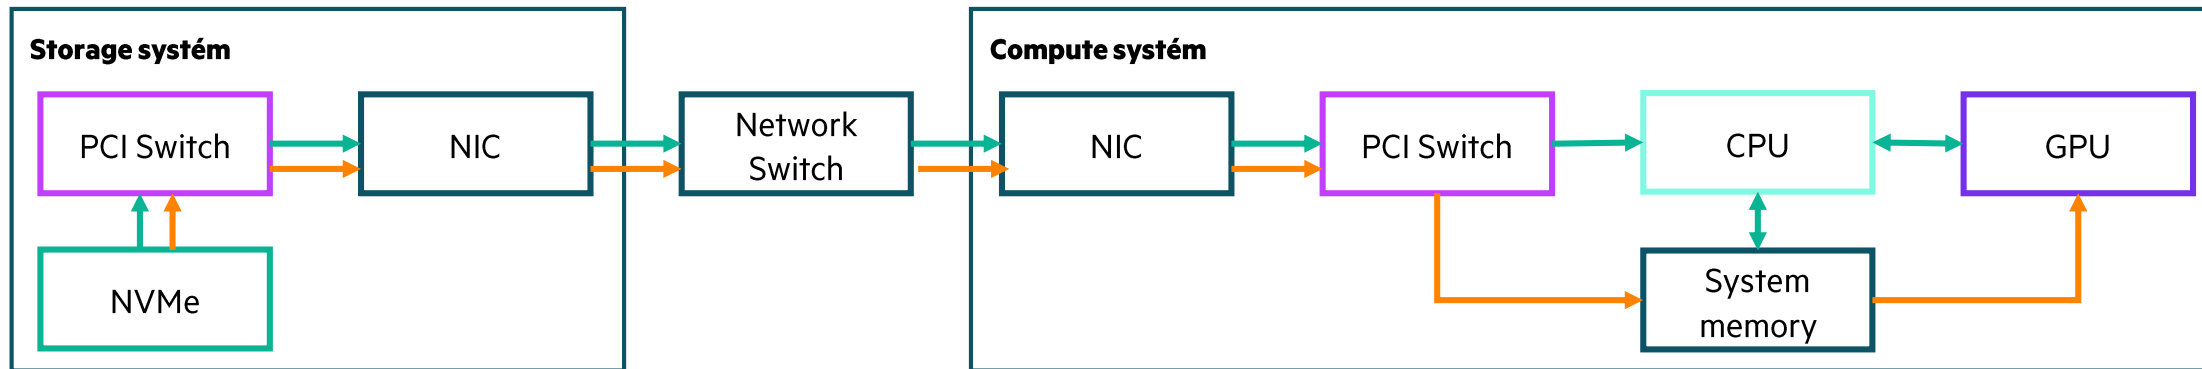 Storage systém
Compute systém
PCI Switch
NIC
Network
Switch
NIC
PCI Switch
CPU
GPU
NVMe
System
memory